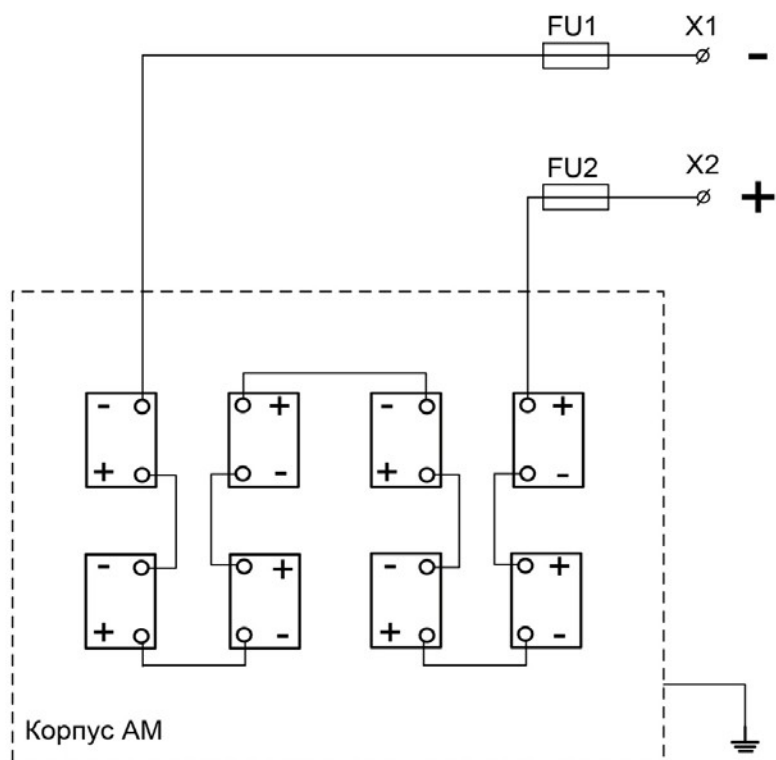 FU1 X1
-
FU2 X2
+
- + - +
+ - + -
- + - +
+ - + -
Корпус АМ